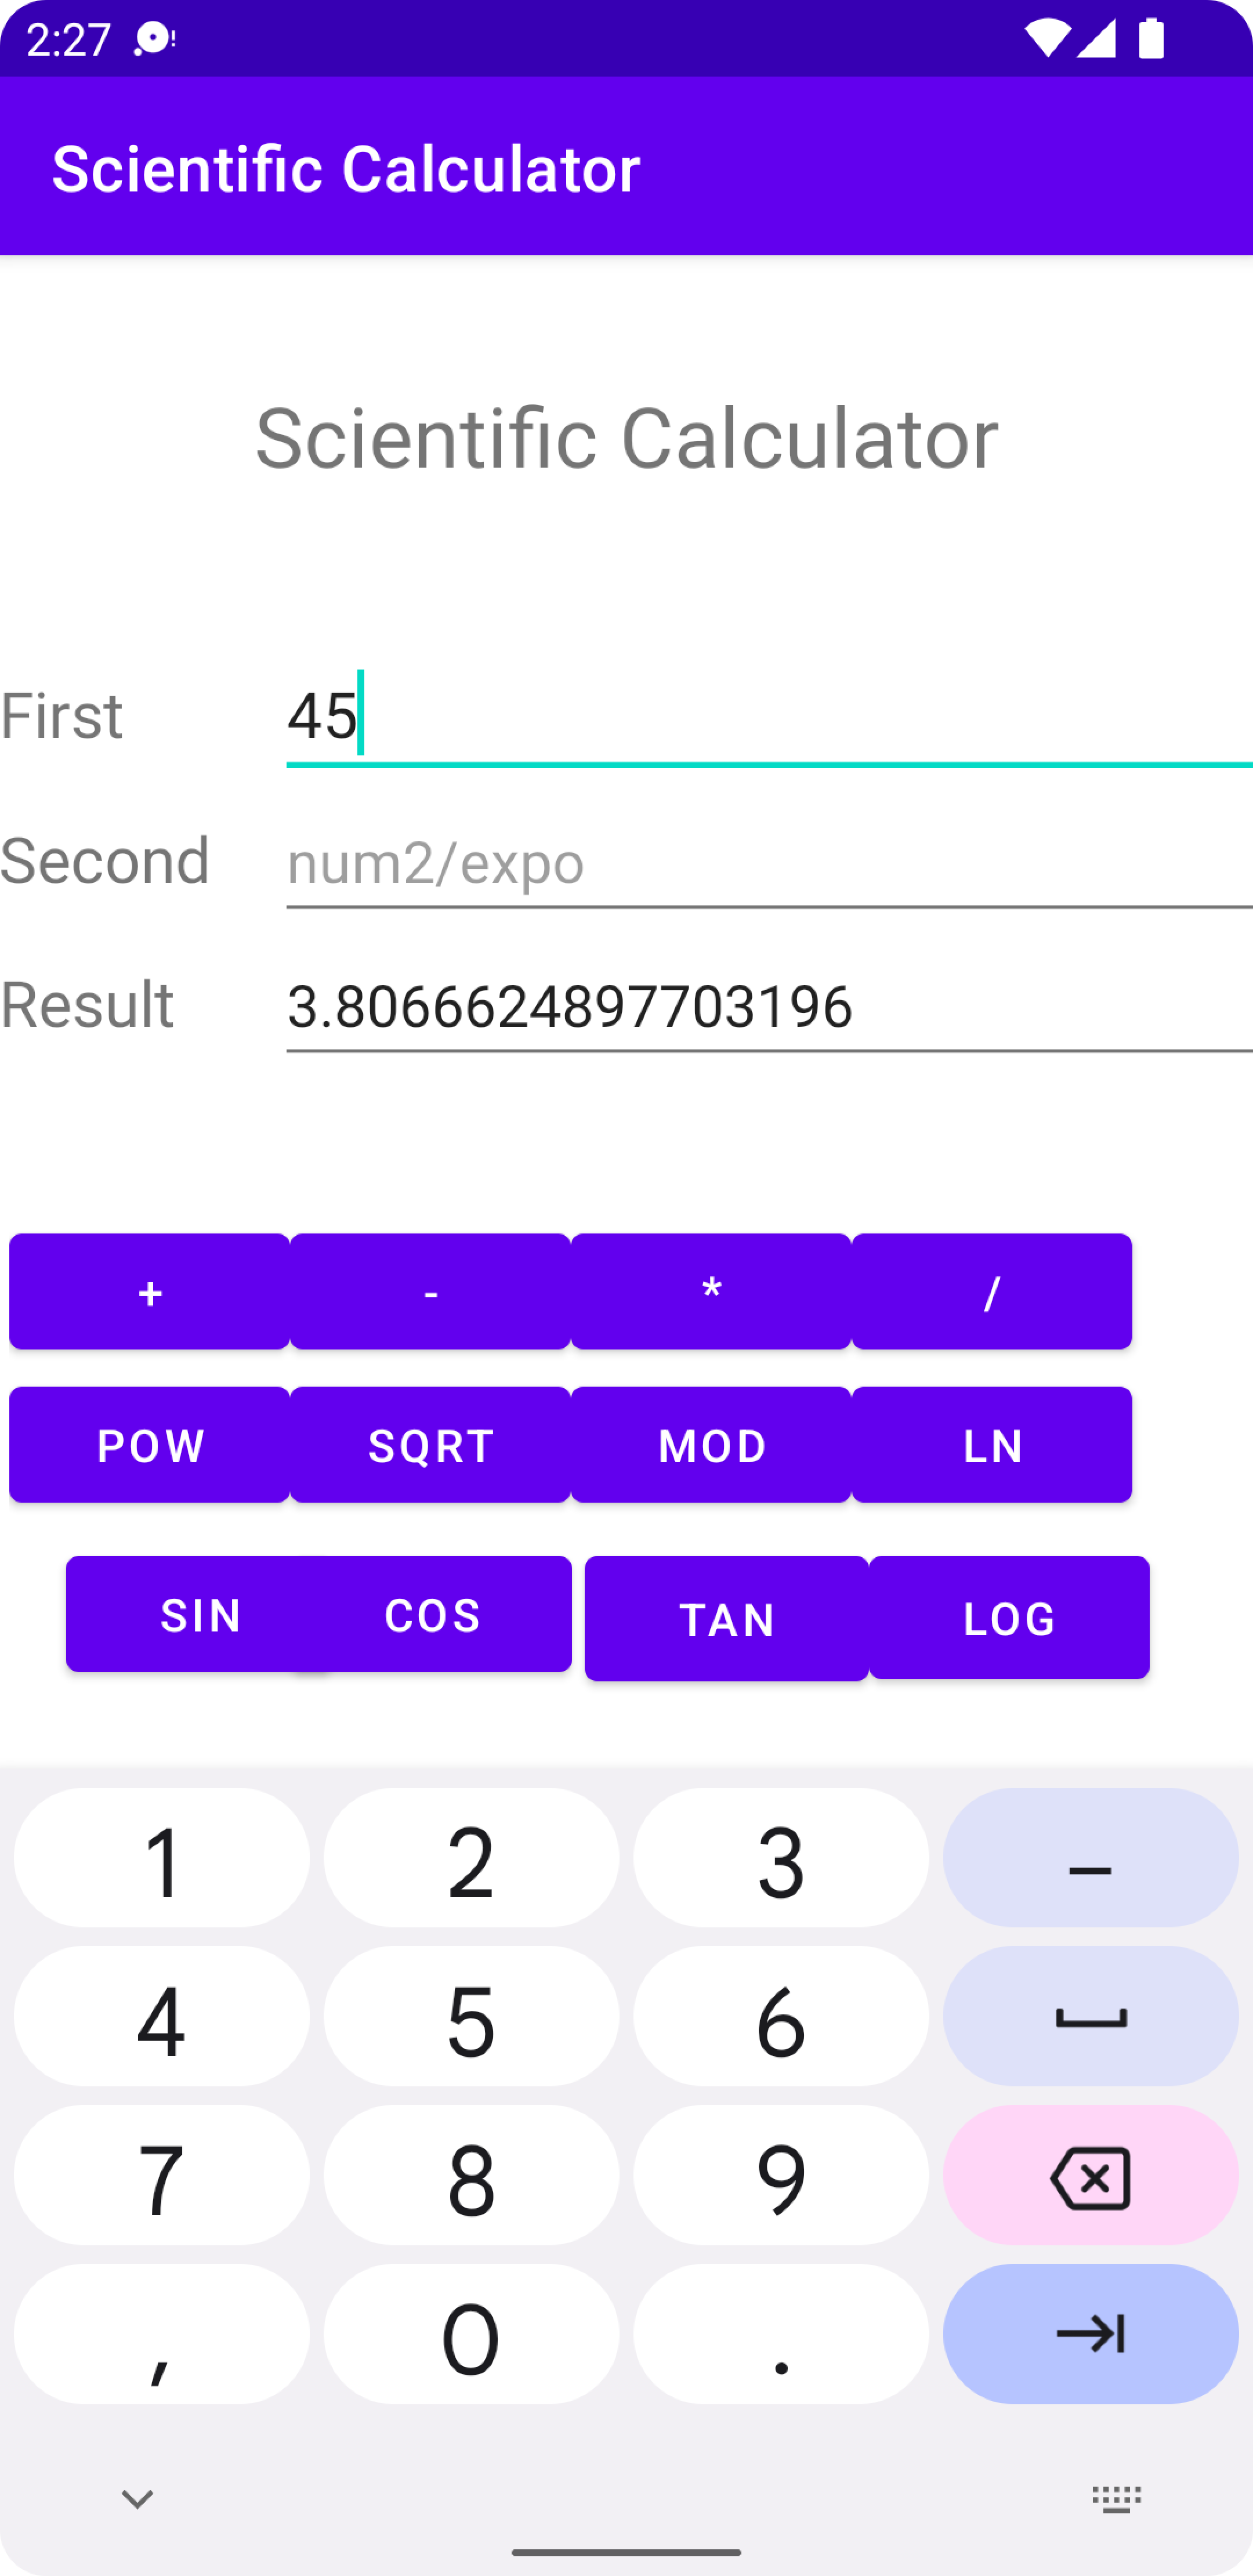 2:27
Scientific Calculator
Scientific Calculator
First 45
Second num2/expo
Result 3.8066624897703196
+ - * /
POW SQRT MOD LN
SIN COS TAN LOG
1 2 3 –
4 5 6
7 8 9
, 0 .